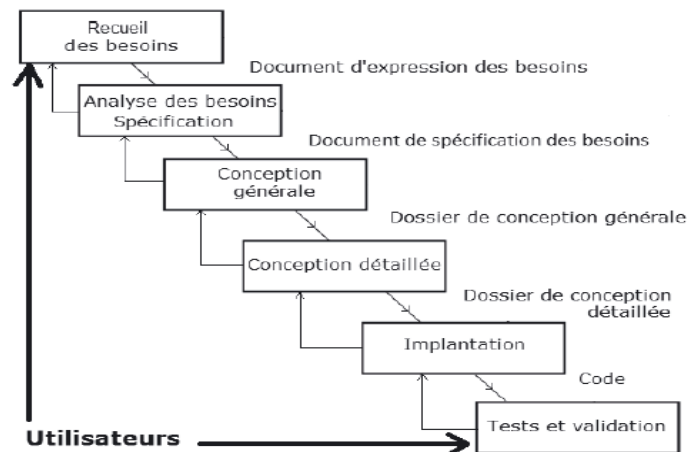 Recueil
des besoins
Document d'expression des besoins
Analyse des besoins
Spécification
Document de spécification des besoins
Conception
générale
Dossier de conception générale
Conception détaillée
Dossier de conception
détaillée
Implantation
Code
Tests et validation
Utilisateurs